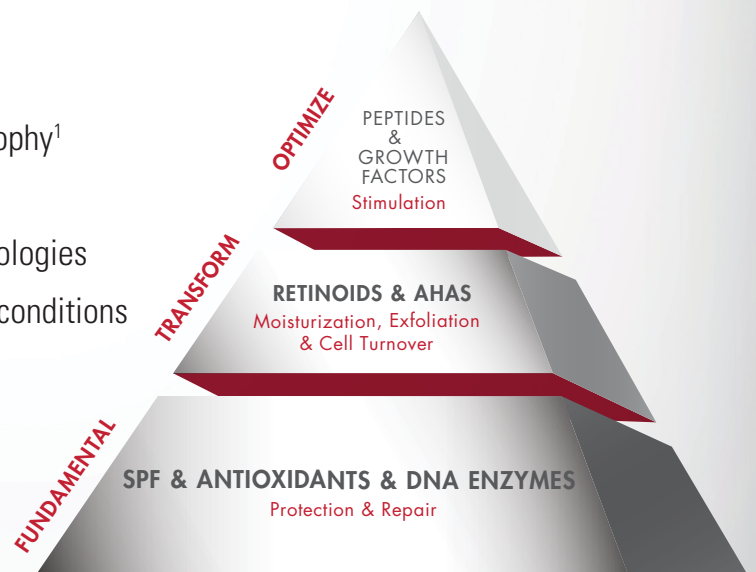 ophy1
ologies
conditions
OPTIMIZE
PEPTIDES
&
GROWTH
FACTORS
Stimulation
TRANSFORM
RETINOIDS & AHAS
Moisturization, Exfoliation
& Cell Turnover
FUNDAMENTAL
SPF & ANTIOXIDANTS & DNA ENZYMES
Protection & Repair